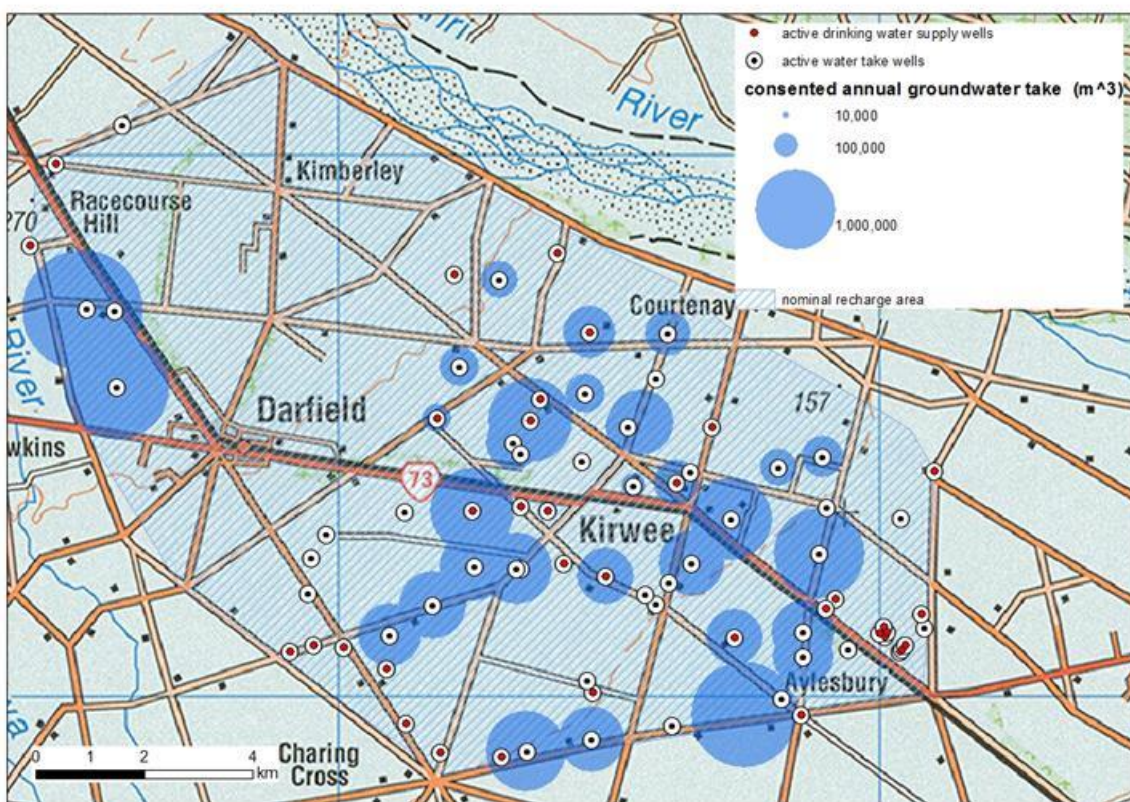 active drinking water supply wells
active water take wells
consented annual groundwater take (m^3)
10,000
100,000
1,000,000
nominal recharge area
River
Kimberley
Racecourse
Hill
270
Courtenay
River
157
Darfield
wkins
73
Kirwee
Aylesbury
Charing
Cross
0 1 2 4
km